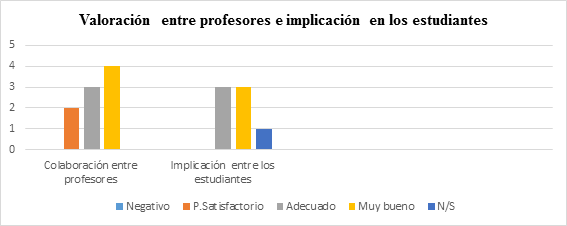 Valoración entre profesores e implicación en los estudiantes
5
4
3
2
1
0
Colaboración entre
profesores
Implicación entre los
estudiantes
Negativo P.Satisfactorio Adecuado Muy bueno N/S